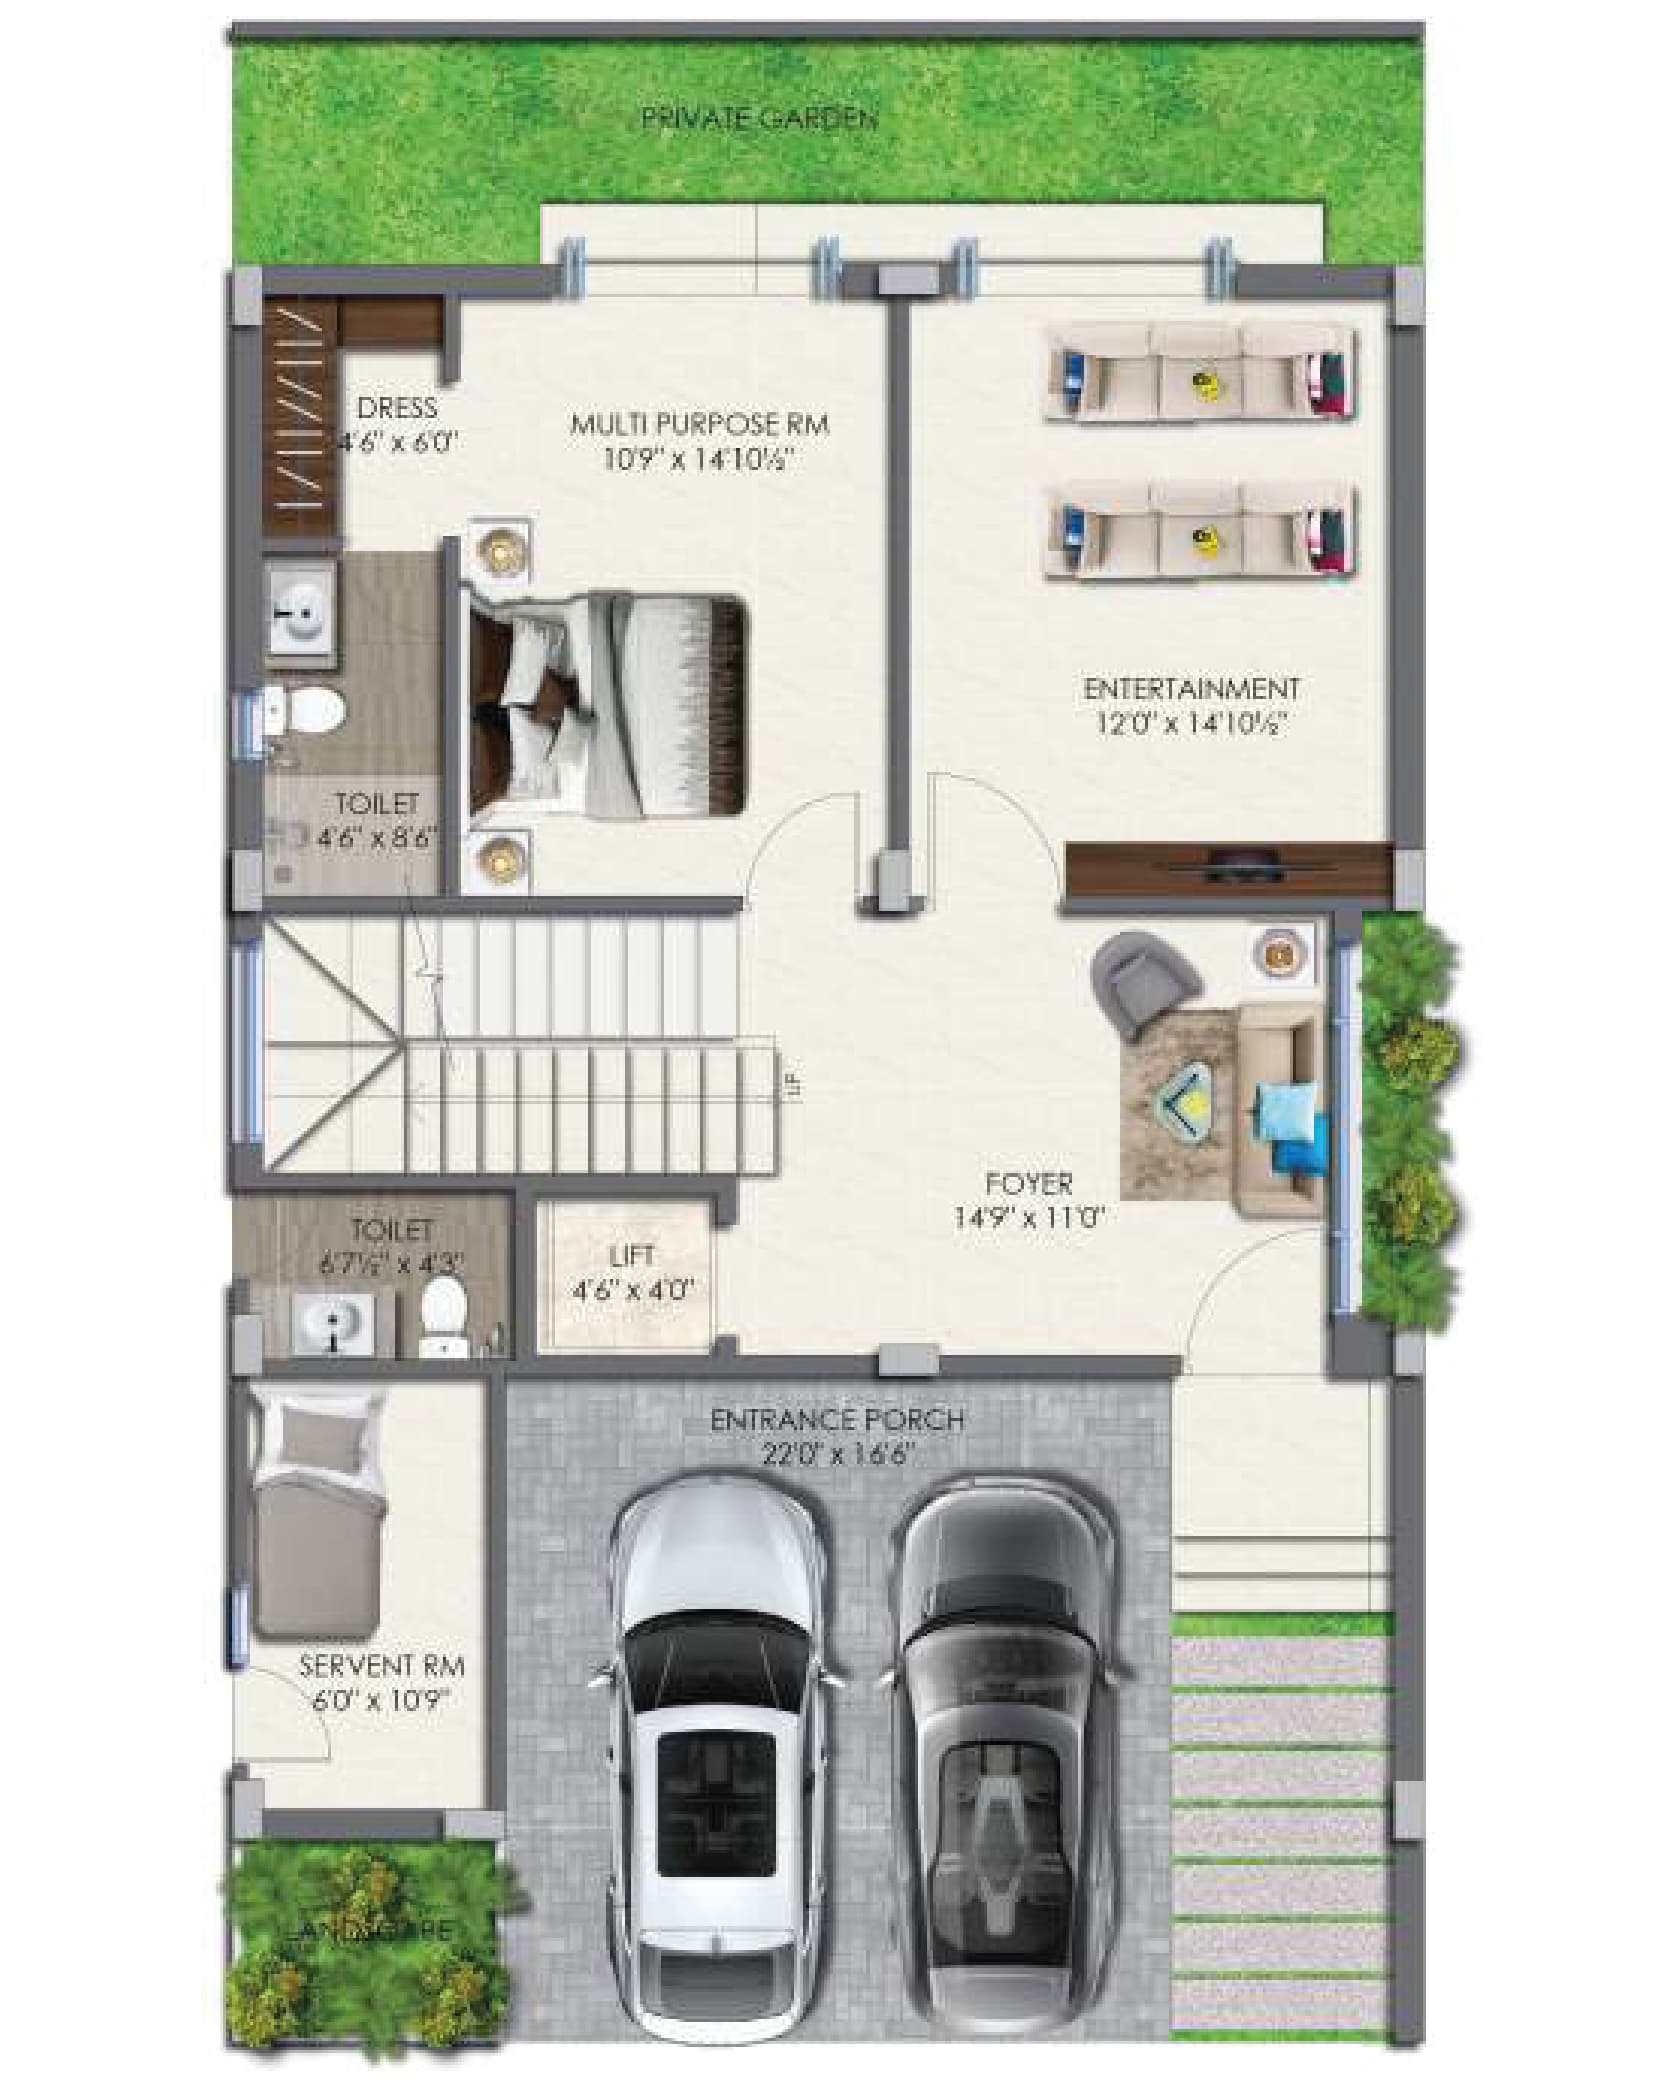 PRIVATE GARDEN
DRESS
4'6" x 6'0"
MULTI PURPOSE RM
10'9" x 14'10½"
ENTERTAINMENT
12'0" x 14'10½"
TOILET
4'6" x 8'6"
UP
FOYER
14'9" x 11'0"
TOILET
6'7½" x 4'3"
LIFT
4'6" x 4'0"
ENTRANCE PORCH
22'0" x 16'6"
SERVENT RM
6'0" x 10'9"
LANDSCAPE